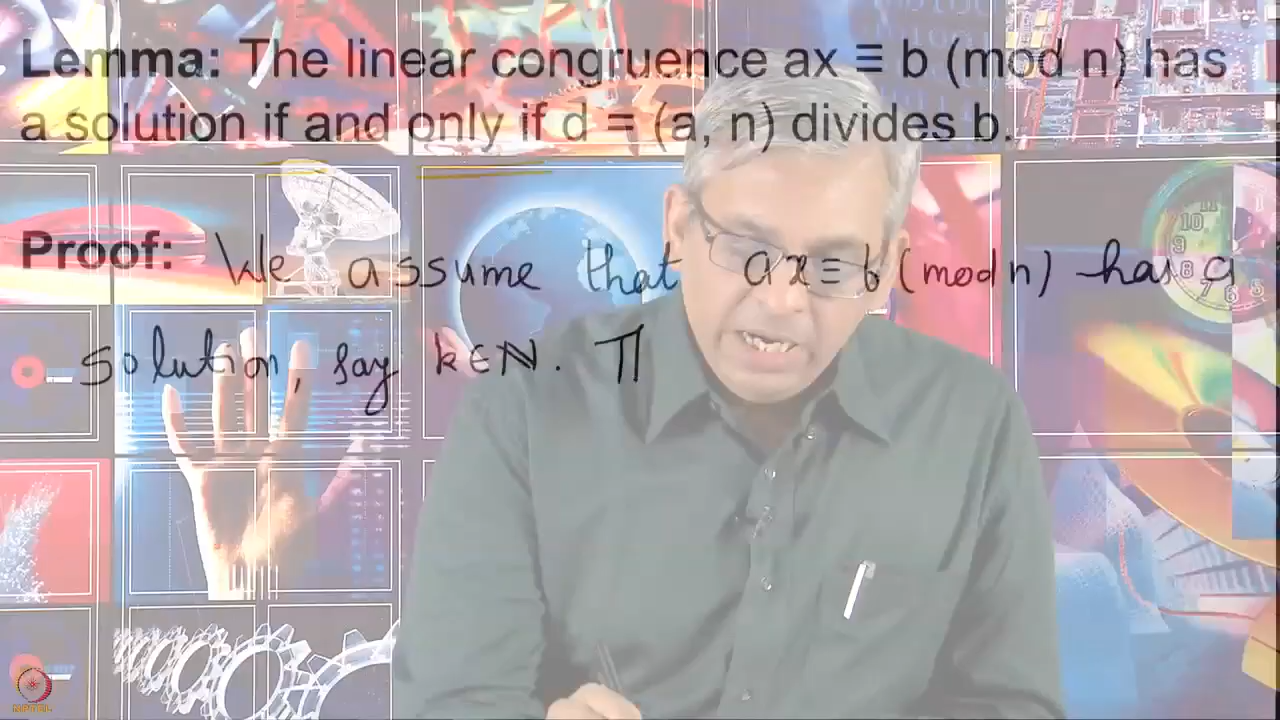 Lemma: The linear congruence ax ≡ b (mod n) has
a solution if and only if d = (a, n) divides b.
Proof: We assume that ax ≡ b (mod n) has a
solution, say k ∈ ℕ.
NPTEL